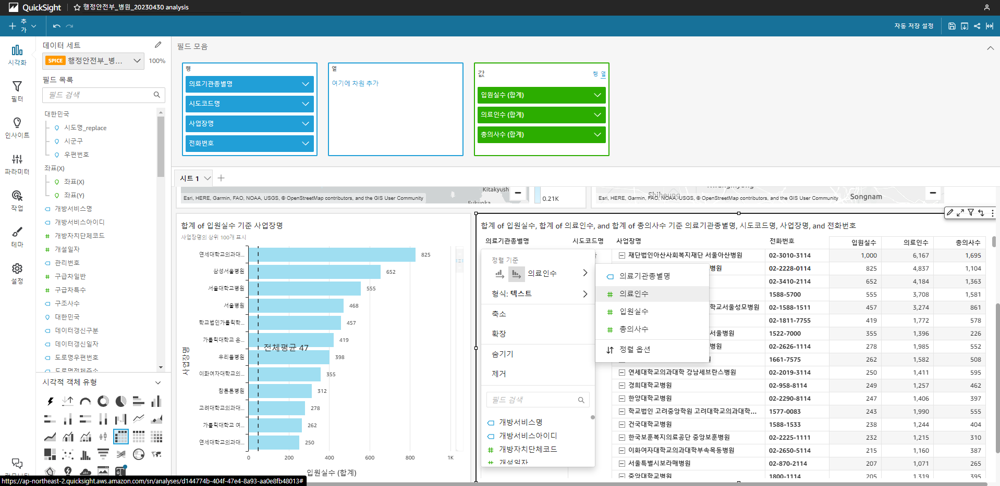 QuickSight
행정안전부_병원_20230430 analysis
추가
자동 저장 설정
시각화
필터
인사이트
파라미터
작업
테마
설정
데이터 세트
SPICE 행정안전부_병...
100%
필드 목록
필드 검색
대한민국
시도명_replace
시군구
우편번호
좌표(X)
좌표(X)
좌표(Y)
개방서비스명
개방서비스아이디
개방자치단체코드
개설일자
관리번호
구급차일반
구급차특수
구조사수
대한민국
데이터갱신구분
데이터갱신일자
도로명우편번호
도로명전체주소
시각적 객체 유형
필드 모음
행
의료기관종별명
시도코드명
사업장명
전화번호
열
여기에 차원 추가
값
행 열
입원실수 (합계)
의료인수 (합계)
총의사수 (합계)
시트 1
Kitakyush
Fukuoka
Esri, HERE, Garmin, FAO, NOAA, USGS, © OpenStreetMap contributors, and the GIS User Community
0.21K
Siheung
Songnam
Esri, HERE, Garmin, FAO, NOAA, USGS, © OpenStreetMap contributors, and the GIS User Community
합계 of 입원실수 기준 사업장명
사업장명의 상위 100개 표시
연세대학교의과대... 825
삼성서울병원 652
서울대학교병원 555
서울병원 468
학교법인가톨릭학... 457
가톨릭대학교 은... 419
전체평균 47
우리들병원 398
이화여자대학교의... 355
참튼튼병원 312
고려대학교의과대... 278
가톨릭대학교 여... 262
연세대학교의과대... 250
사업장명
0 200 400 600 800 1K
입원실수 (합계)
합계 of 입원실수, 합계 of 의료인수, and 합계 of 총의사수 기준 의료기관종별명, 시도코드명, 사업장명, and 전화번호
의료기관종별명 시도코드명 사업장명 전화번호 입원실수 의료인수 총의사수
재단법인아산사회복지재단 서울아산병원 02-3010-3114 1,000 6,167 1,695
병원 02-2228-0114 825 4,837 1,104
02-3410-2114 652 4,184 1,363
1588-5700 555 3,708 1,581
학교서울성모병원 02-1588-1511 457 3,274 861
02-1811-7755 419 1,772 578
서울병원 1522-7000 355 1,396 226
병원 02-2626-1114 278 1,985 552
1661-7575 262 1,582 508
연세대학교의과대학 강남세브란스병원 02-2019-3114 250 1,411 595
경희대학교병원 02-958-8114 249 1,257 462
한양대학교병원 02-2290-8114 247 1,406 397
학교법인 고려중앙학원 고려대학교의과대학... 1577-0083 243 1,990 555
건국대학교병원 1588-1533 238 1,244 404
한국보훈복지의료공단 중앙보훈병원 02-2225-1111 232 1,215 310
이화여자대학교의과대학부속목동병원 02-2650-5114 215 1,160 387
서울특별시보라매병원 02-870-2114 207 1,071 265
중앙대학교병원 1800-1114 205 1,319 395
정렬 기준
의료인수
형식: 텍스트
축소
확장
숨기기
제거
필드 검색
개방서비스명
개방서비스아이디
개방자치단체코드
개설일자
의료기관종별명
의료인수
입원실수
총의사수
정렬 옵션
https://ap-northeast-2.quicksight.aws.amazon.com/sn/analyses/d144774b-404f-47e4-8a93-aa0e8fb48013#